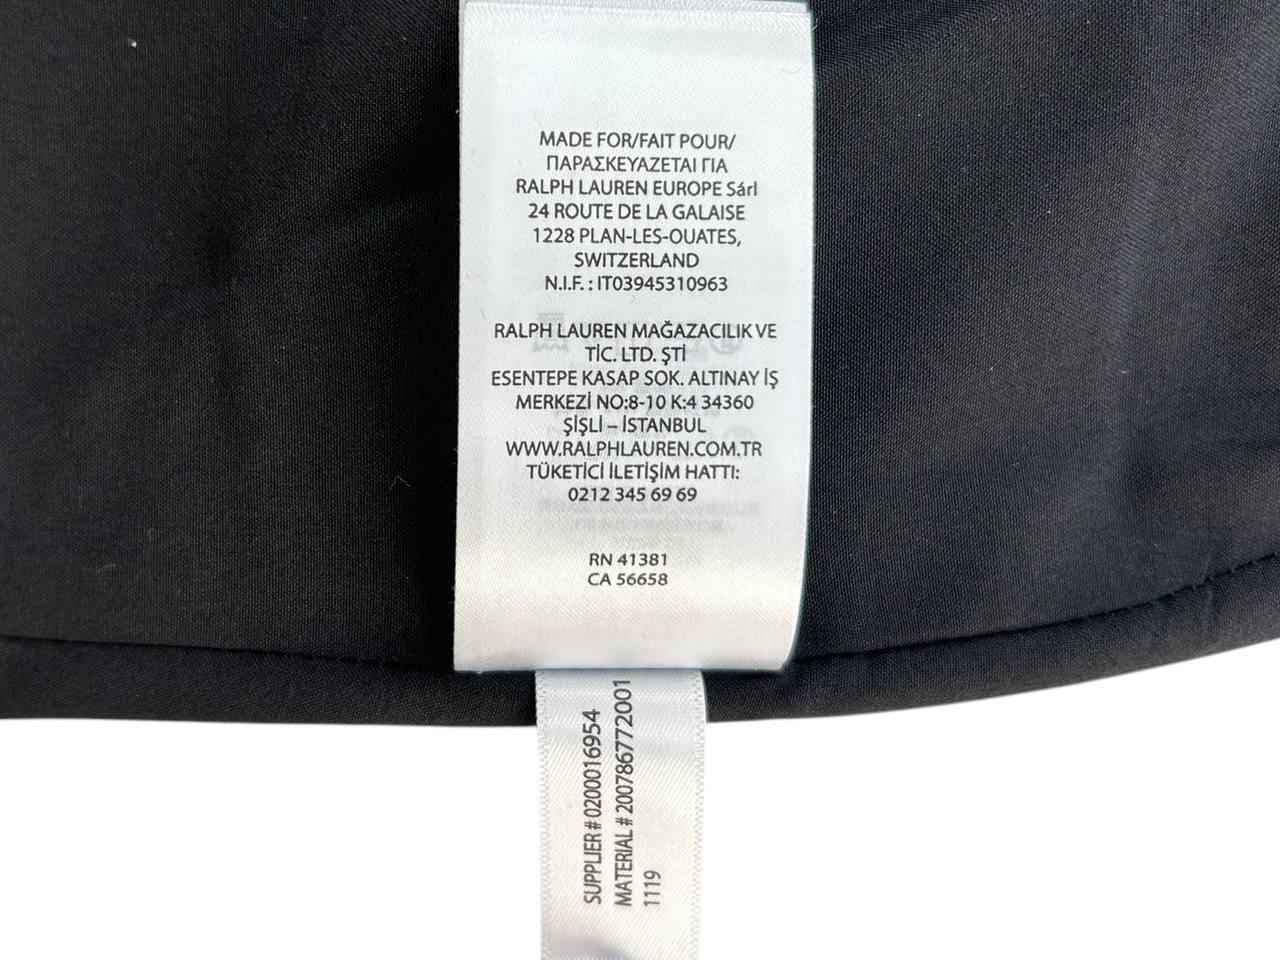 MADE FOR/FAIT POUR/
ΠΑΡΑΣΚΕΥΑΖΕΤΑΙ ΓΙΑ
RALPH LAUREN EUROPE Sárl
24 ROUTE DE LA GALAISE
1228 PLAN-LES-OUATES,
SWITZERLAND
N.I.F. : IT03945310963
RALPH LAUREN MAĞAZACILIK VE
TİC. LTD. ŞTİ
ESENTEPE KASAP SOK. ALTINAY İŞ
MERKEZİ NO:8-10 K:4 34360
ŞİŞLİ – İSTANBUL
WWW.RALPHLAUREN.COM.TR
TÜKETİCİ İLETİŞİM HATTI:
0212 345 69 69
RN 41381
CA 56658
SUPPLIER # 0200016954
MATERIAL # 200786772001
1119